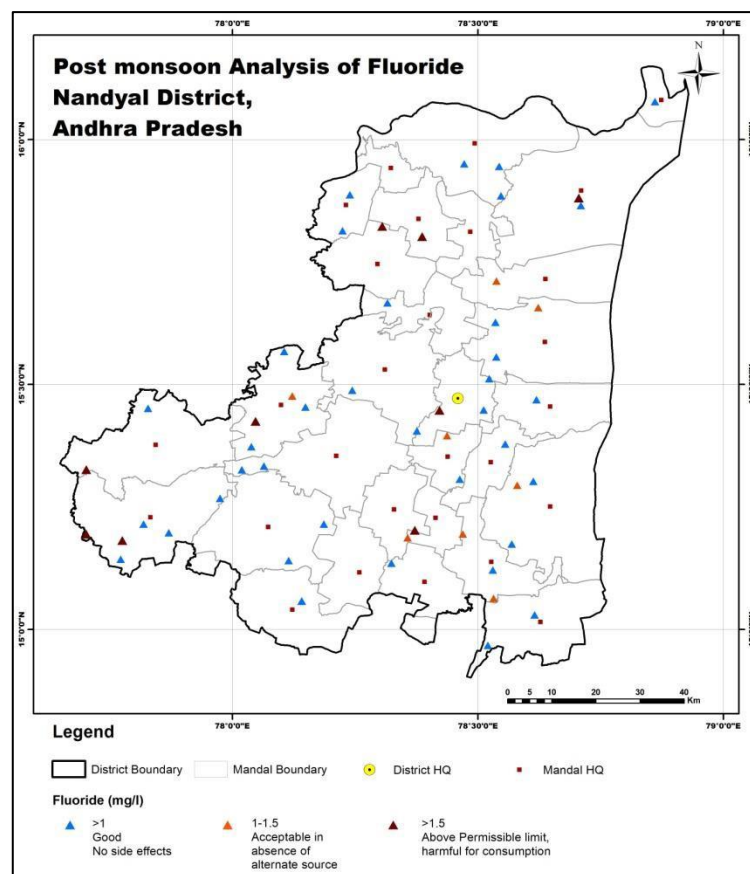 Post monsoon Analysis of Fluoride
Nandyal District,
Andhra Pradesh
N
78°0'0"E
78°30'0"E
79°0'0"E
16°0'0"N
15°30'0"N
15°0'0"N
0 5 10 20 30 40
Km
78°0'0"E
78°30'0"E
79°0'0"E
Legend
District Boundary
Mandal Boundary
District HQ
Mandal HQ
Fluoride (mg/l)
>1
Good
No side effects
1-1.5
Acceptable in
absence of
alternate source
>1.5
Above Permissible limit,
harmful for consumption